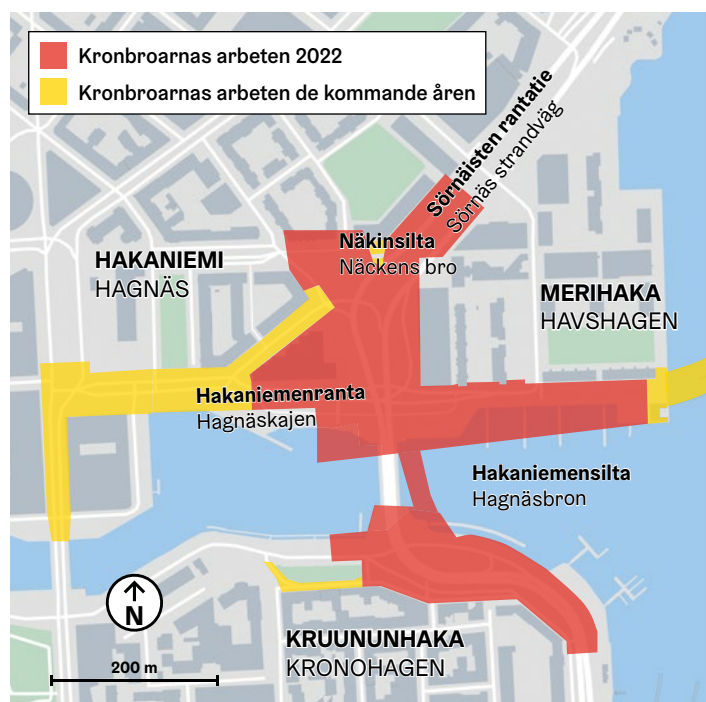 Kronbroarnas arbeten 2022
Kronbroarnas arbeten de kommande åren
Sörnäisten rantatie
Sörnäs strandväg
Näkinsilta
Näckens bro
HAKANIEMI
HAGNÄS
MERIHAKA
HAVSHAGEN
Hakaniemenranta
Hagnäskajen
Hakaniemensilta
Hagnäsbron
N
KRUUNUNHAKA
KRONOHAGEN
200 m